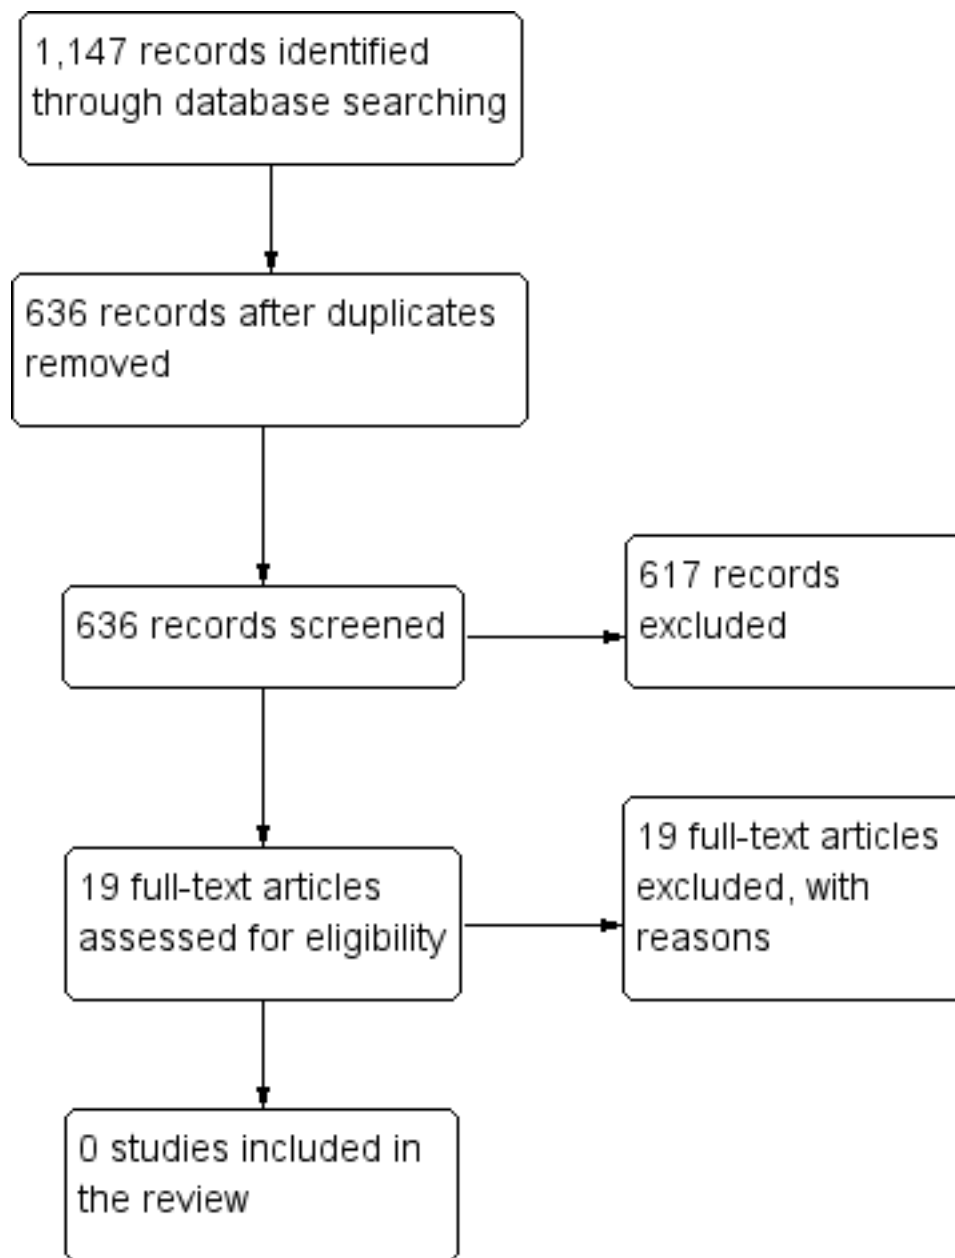 1,147 records identified
through database searching
636 records after duplicates
removed
636 records screened
617 records
excluded
19 full-text articles
assessed for eligibility
19 full-text articles
excluded, with
reasons
0 studies included in
the review